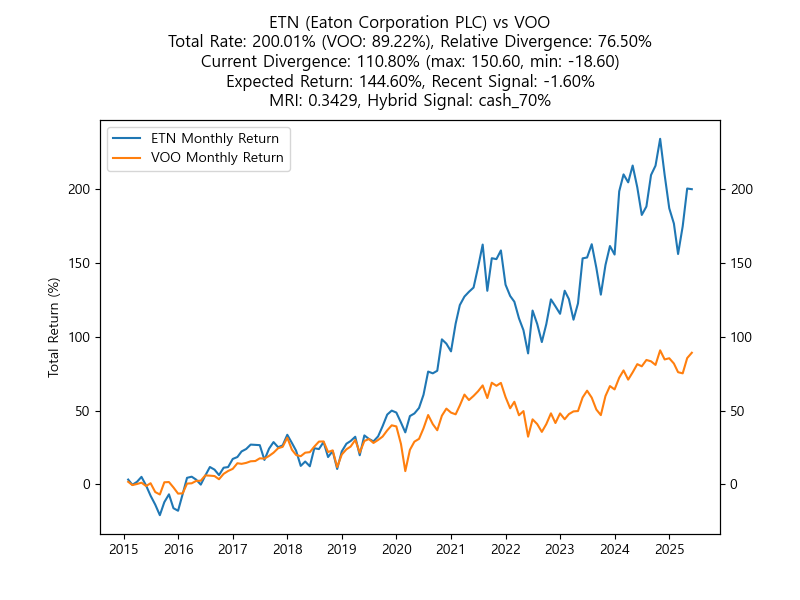 ETN (Eaton Corporation PLC) vs VOO
Total Rate: 200.01% (VOO: 89.22%), Relative Divergence: 76.50%
Current Divergence: 110.80% (max: 150.60, min: -18.60)
Expected Return: 144.60%, Recent Signal: -1.60%
MRI: 0.3429, Hybrid Signal: cash_70%
ETN Monthly Return
VOO Monthly Return
Total Return (%)
200
150
100
50
0
200
150
100
50
0
2015 2016 2017 2018 2019 2020 2021 2022 2023 2024 2025